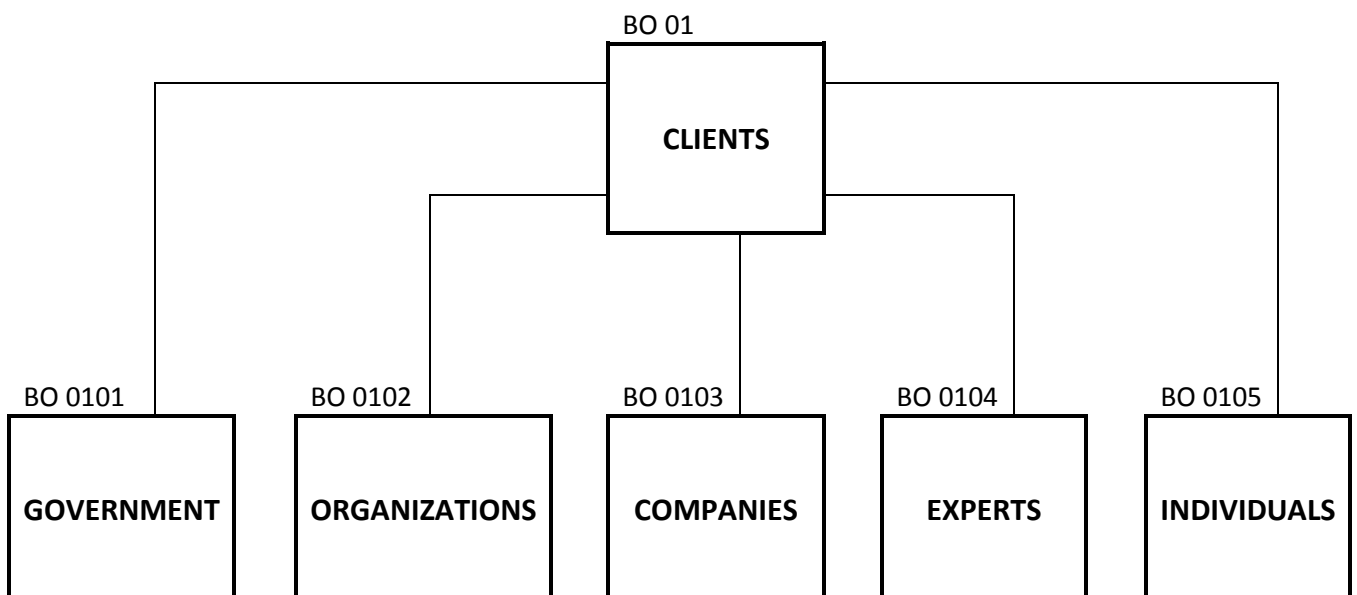 BO 01
CLIENTS
BO 0101 BO 0102 BO 0103 BO 0104 BO 0105
GOVERNMENT ORGANIZATIONS COMPANIES EXPERTS INDIVIDUALS